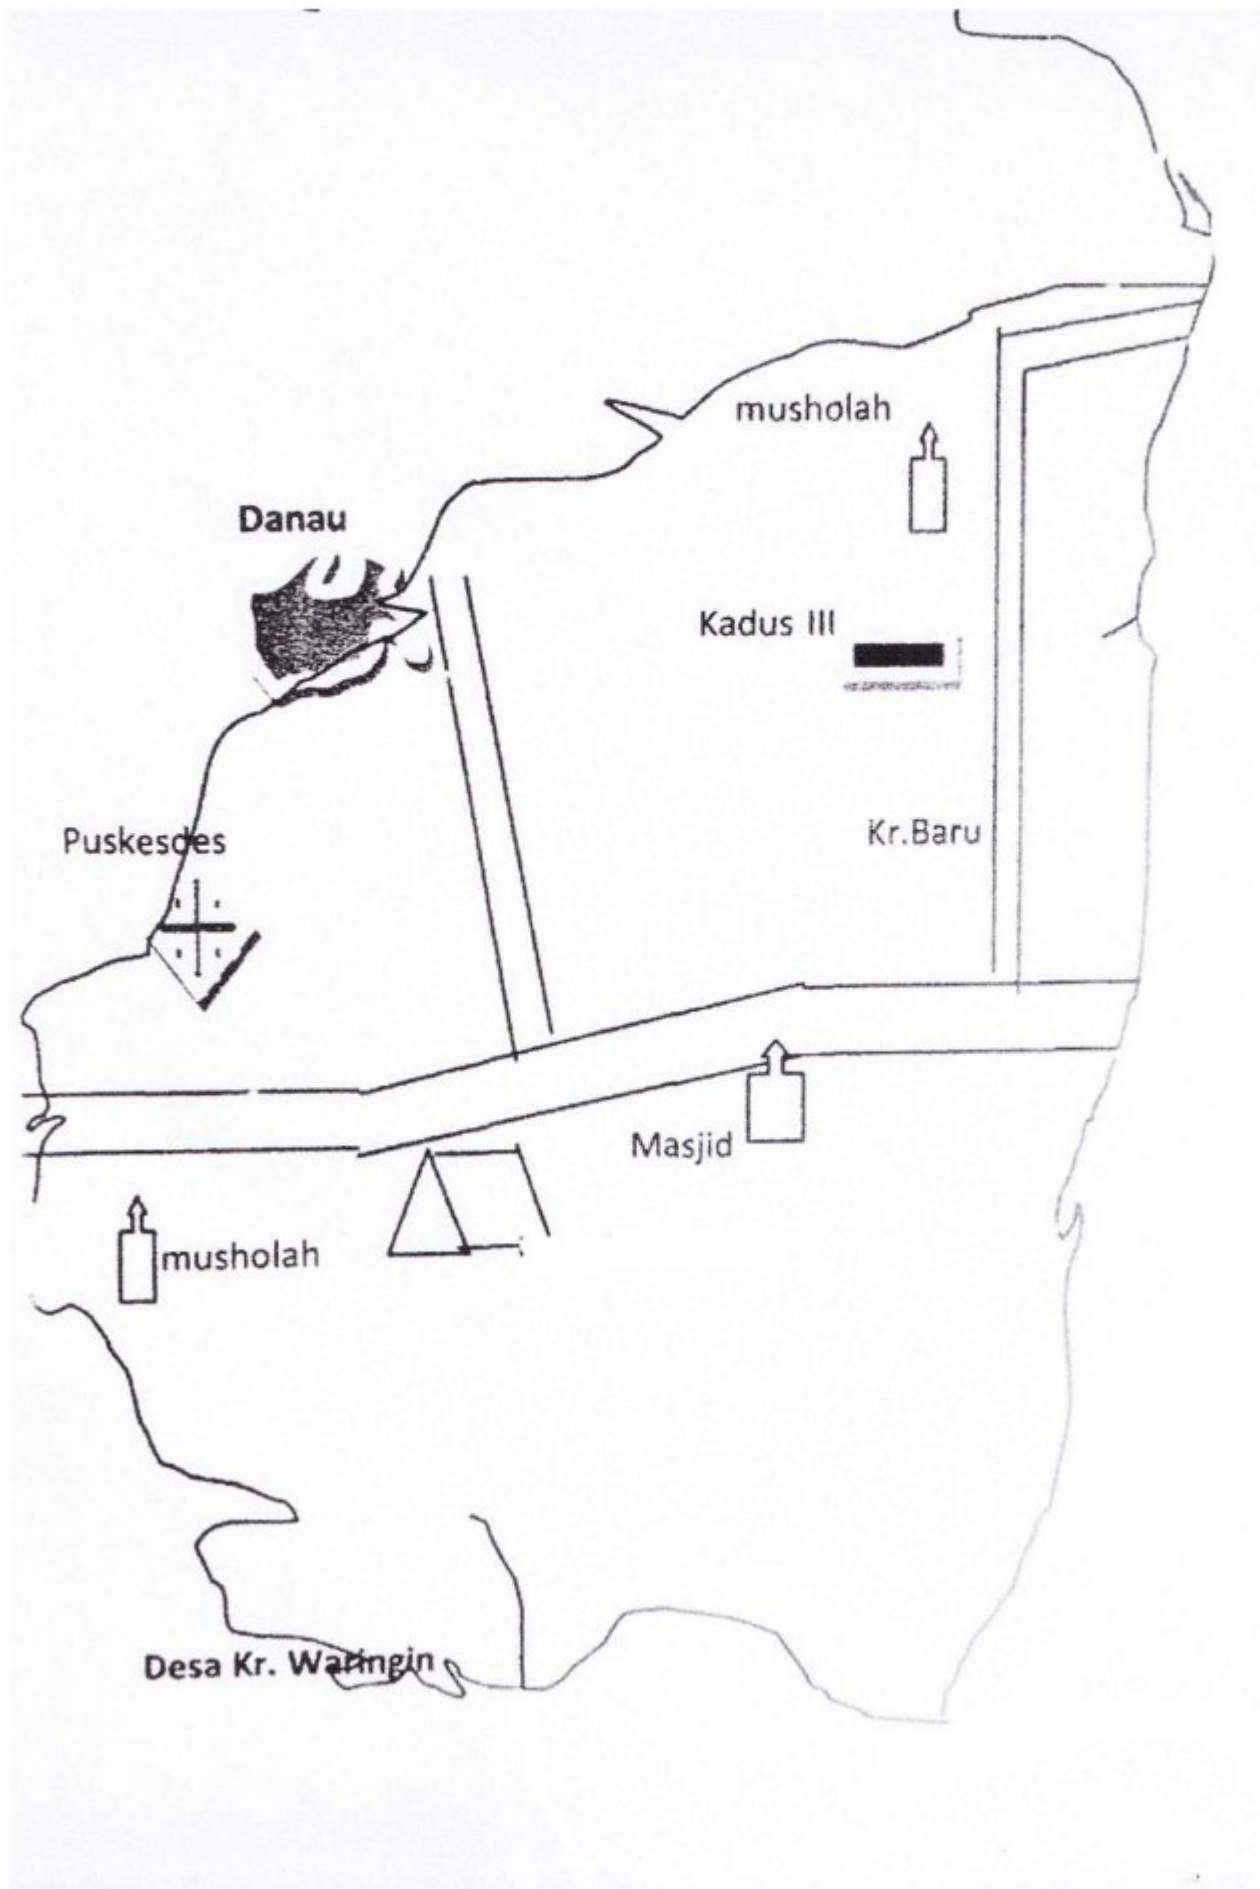 musholah
Danau
Kadus III
Puskesdes
Kr.Baru
Masjid
musholah
Desa Kr. Waringin